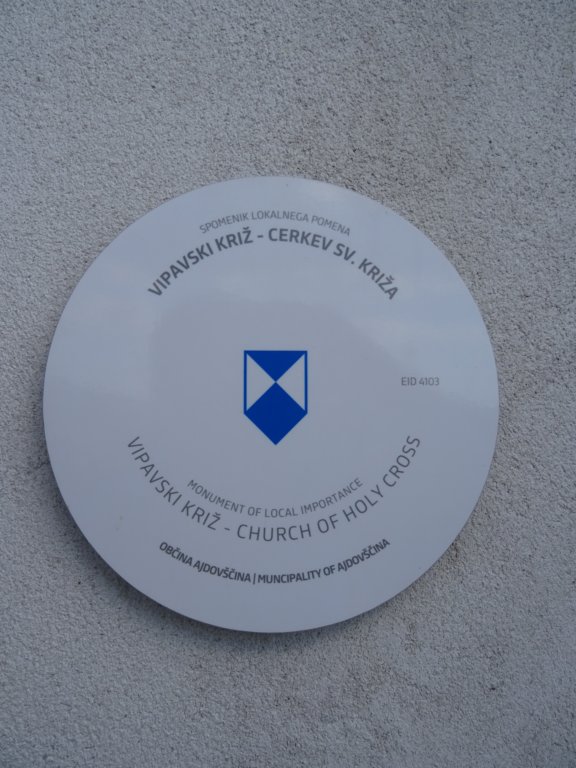 SPOMENIK LOKALNEGA POMENA
VIPAVSKI KRIŽ - CERKEV SV. KRIŽA
EID 4103
MONUMENT OF LOCAL IMPORTANCE
VIPAVSKI KRIŽ - CHURCH OF HOLY CROSS
OBČINA AJDOVŠČINA | MUNCIPALITY OF AJDOVŠČINA